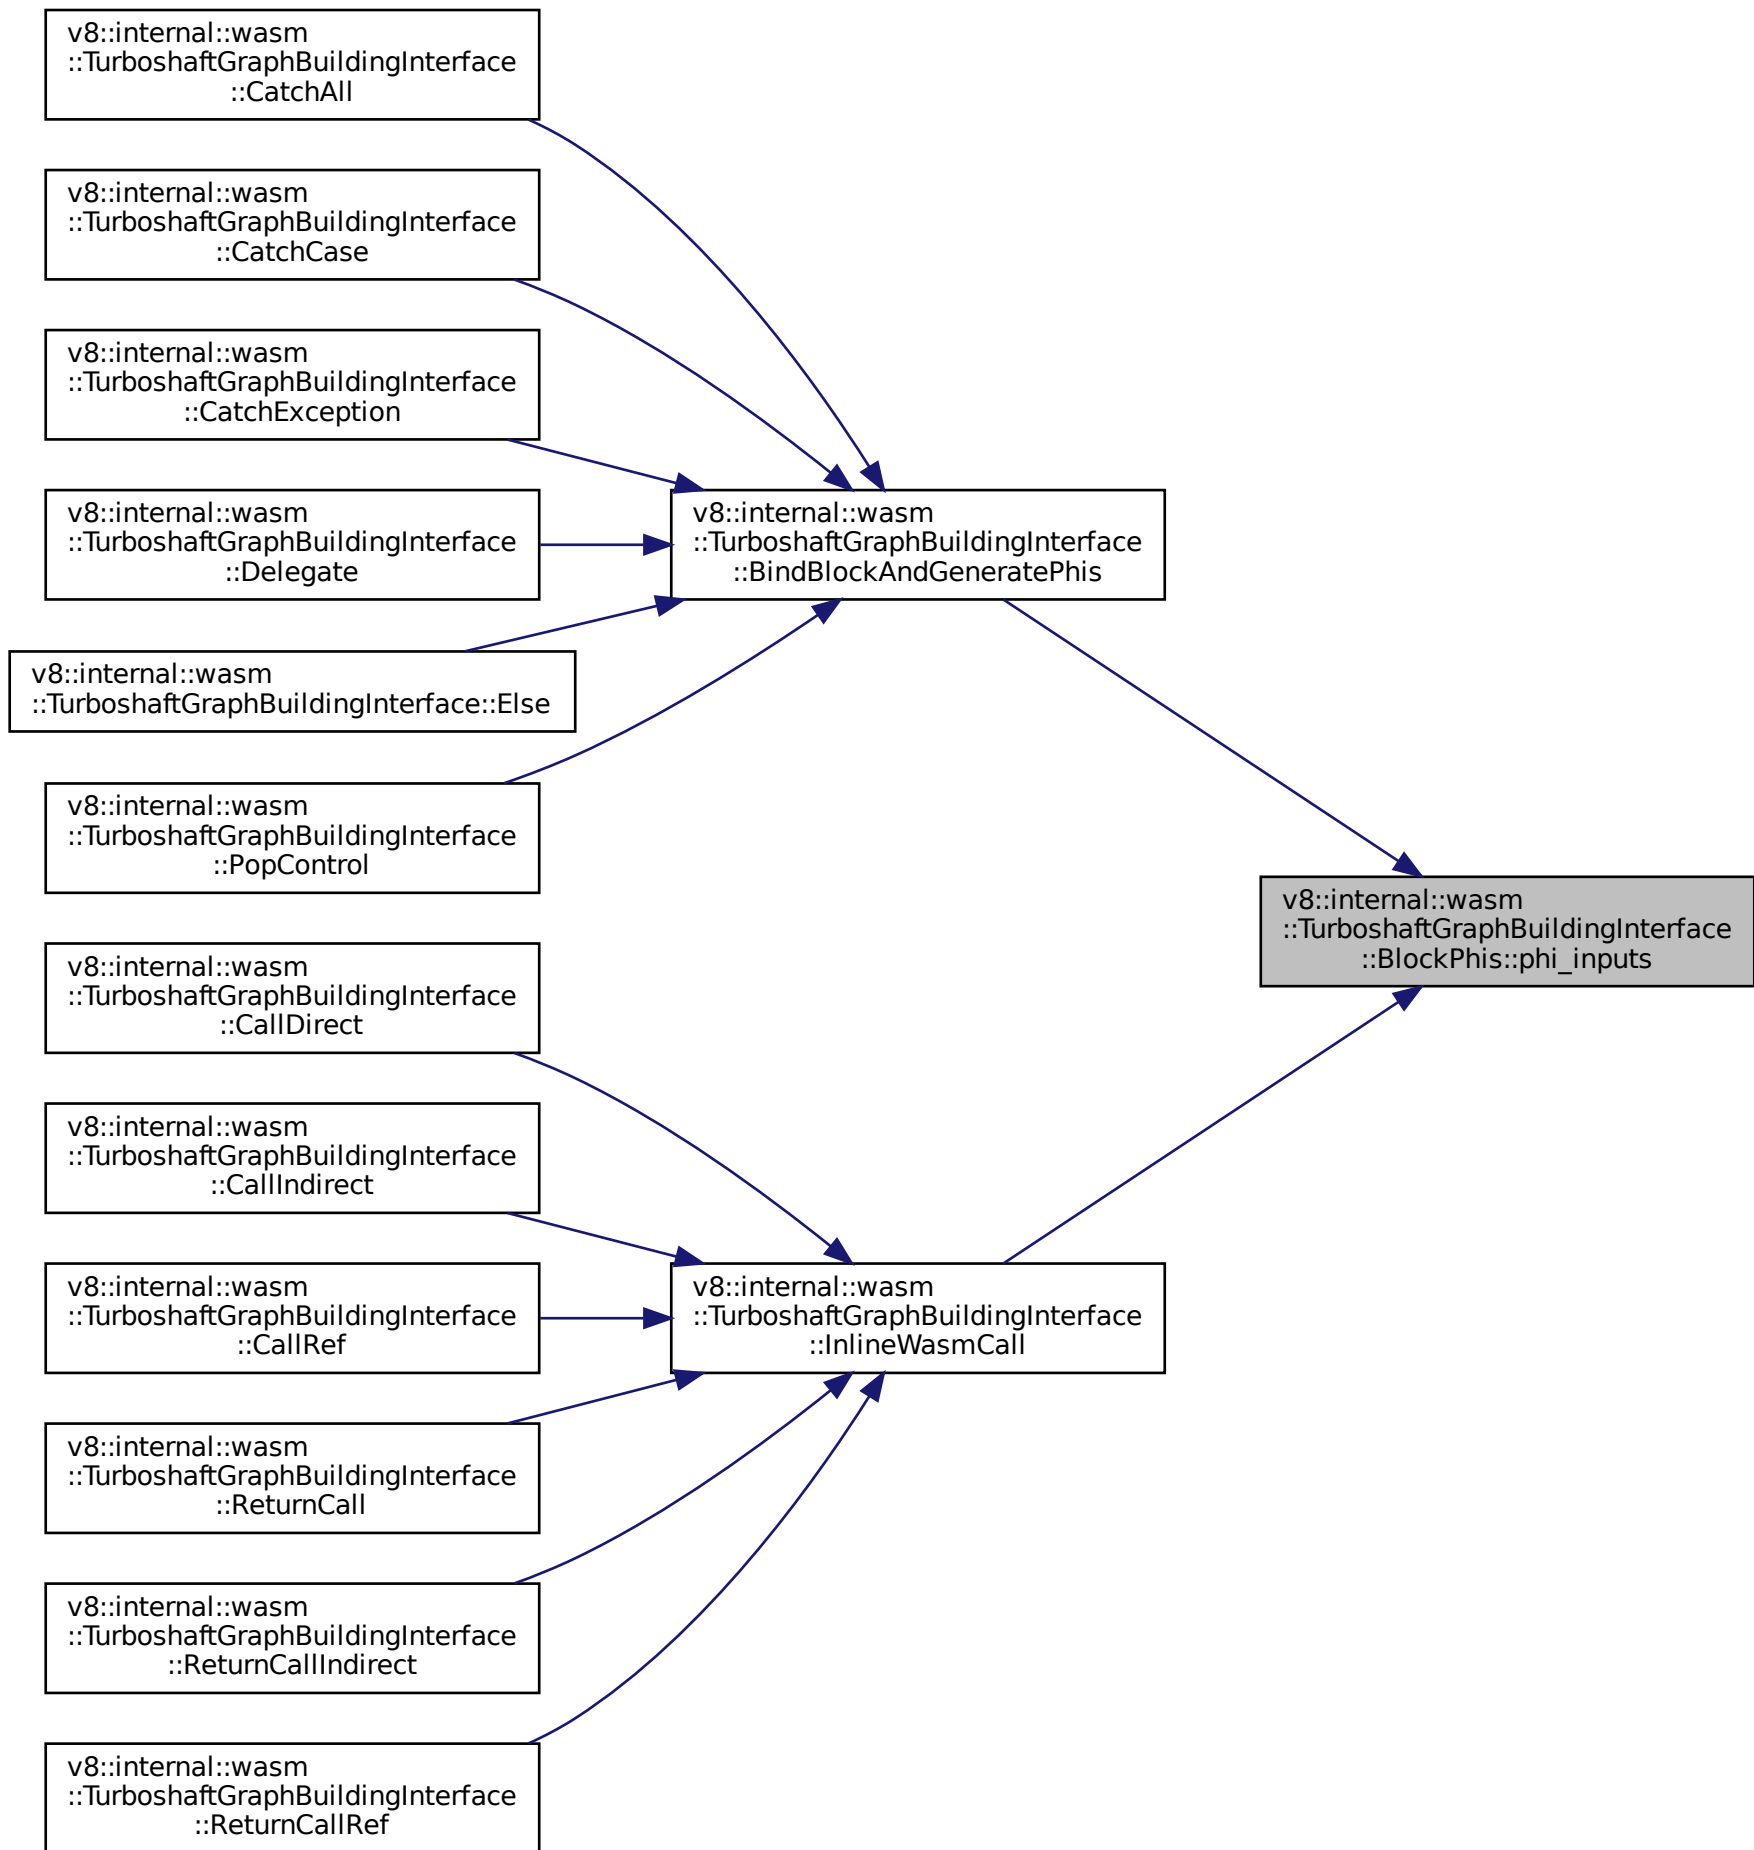 v8::internal::wasm
::TurboshaftGraphBuildingInterface
::CatchAll
v8::internal::wasm
::TurboshaftGraphBuildingInterface
::CatchCase
v8::internal::wasm
::TurboshaftGraphBuildingInterface
::CatchException
v8::internal::wasm
::TurboshaftGraphBuildingInterface
::Delegate
v8::internal::wasm
::TurboshaftGraphBuildingInterface::Else
v8::internal::wasm
::TurboshaftGraphBuildingInterface
::PopControl
v8::internal::wasm
::TurboshaftGraphBuildingInterface
::CallDirect
v8::internal::wasm
::TurboshaftGraphBuildingInterface
::CallIndirect
v8::internal::wasm
::TurboshaftGraphBuildingInterface
::CallRef
v8::internal::wasm
::TurboshaftGraphBuildingInterface
::ReturnCall
v8::internal::wasm
::TurboshaftGraphBuildingInterface
::ReturnCallIndirect
v8::internal::wasm
::TurboshaftGraphBuildingInterface
::ReturnCallRef
v8::internal::wasm
::TurboshaftGraphBuildingInterface
::BindBlockAndGeneratePhis
v8::internal::wasm
::TurboshaftGraphBuildingInterface
::InlineWasmCall
v8::internal::wasm
::TurboshaftGraphBuildingInterface
::BlockPhis::phi_inputs